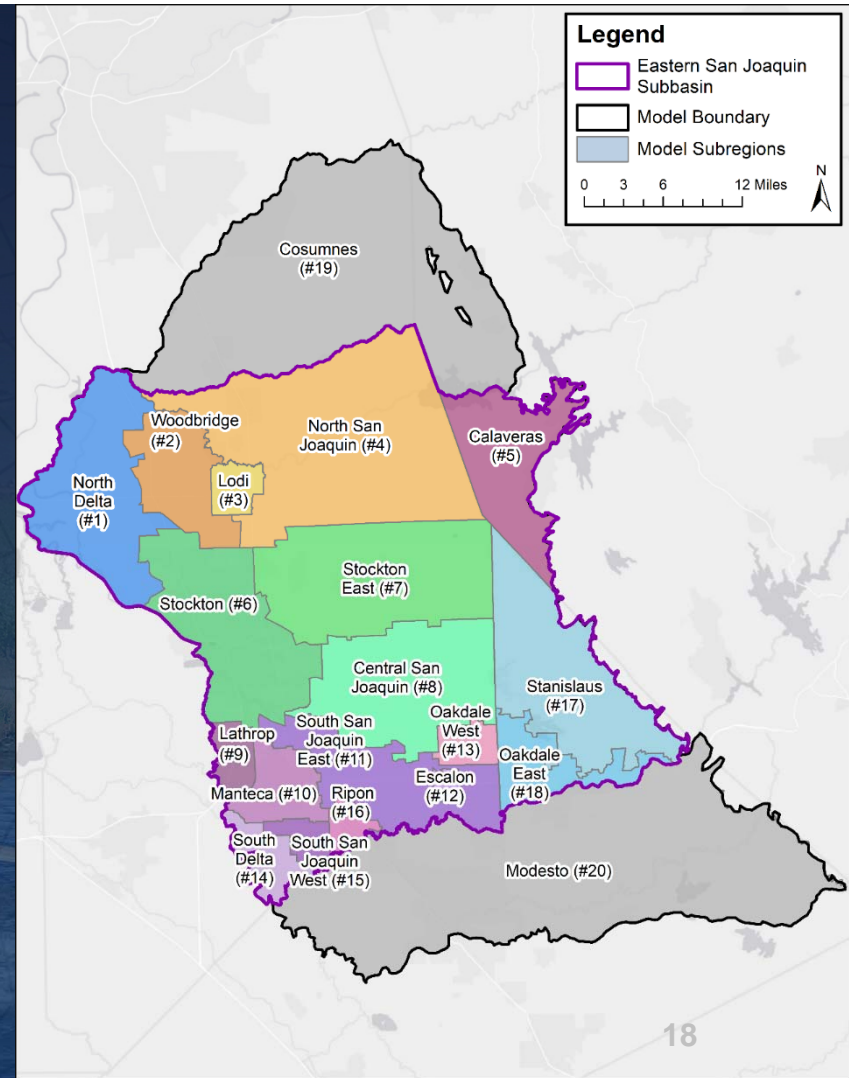 Legend
Eastern San Joaquin
Subbasin
Model Boundary
Model Subregions
N
0 3 6 12 Miles
Cosumnes
(#19)
Woodbridge
(#2)
North San
Joaquin (#4)
Calaveras
(#5)
Lodi
(#3)
North
Delta
(#1)
Stockton
East (#7)
Stockton (#6)
Central San
Joaquin (#8)
Stanislaus
(#17)
Oakdale
West
(#13)
South San
Joaquin
East (#11)
Lathrop
(#9)
Oakdale
East
(#18)
Escalon
(#12)
Manteca (#10)
Ripon
(#16)
South
Delta
(#14)
South San
Joaquin
West (#15)
Modesto (#20)
18